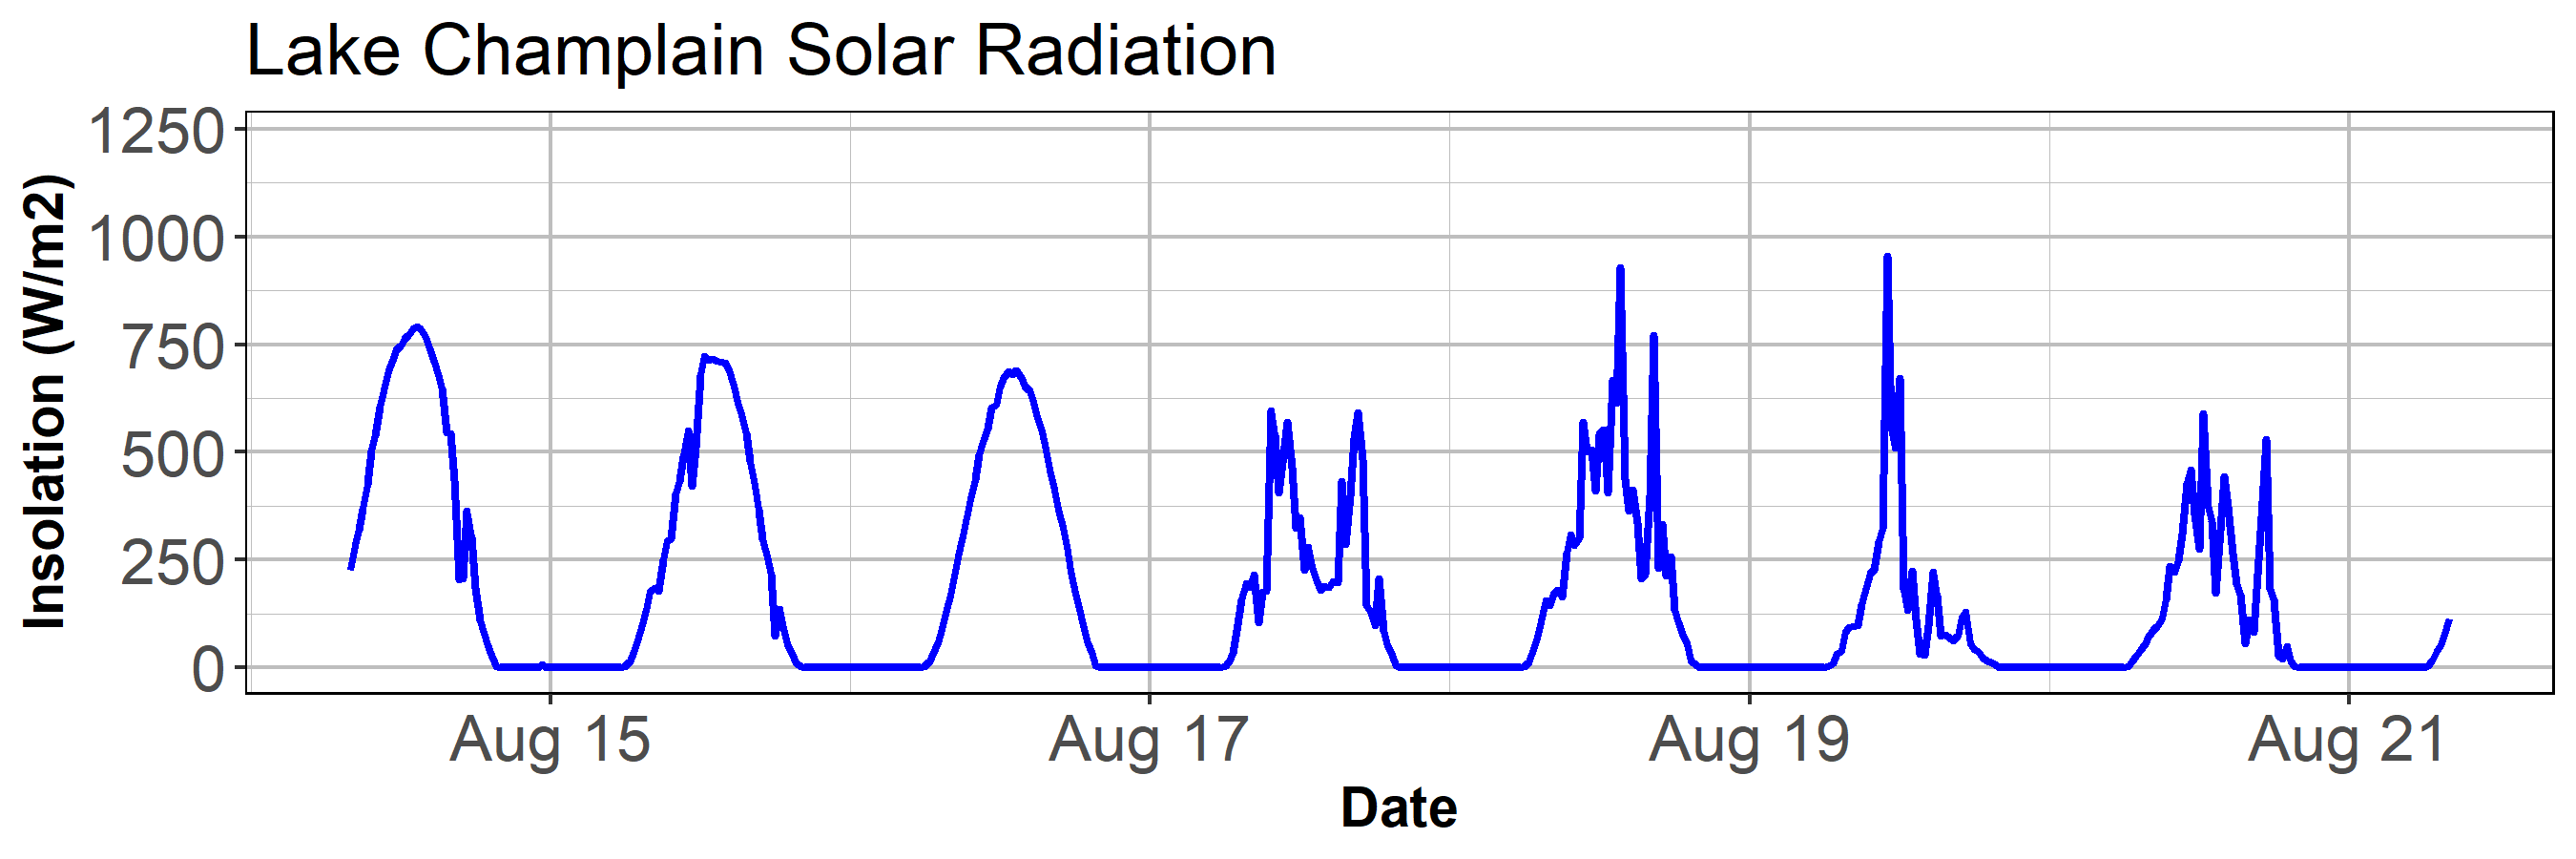 Lake Champlain Solar Radiation
1250
1000
750
500
250
0
Insolation (W/m2)
Aug 15 Aug 17 Aug 19 Aug 21
Date